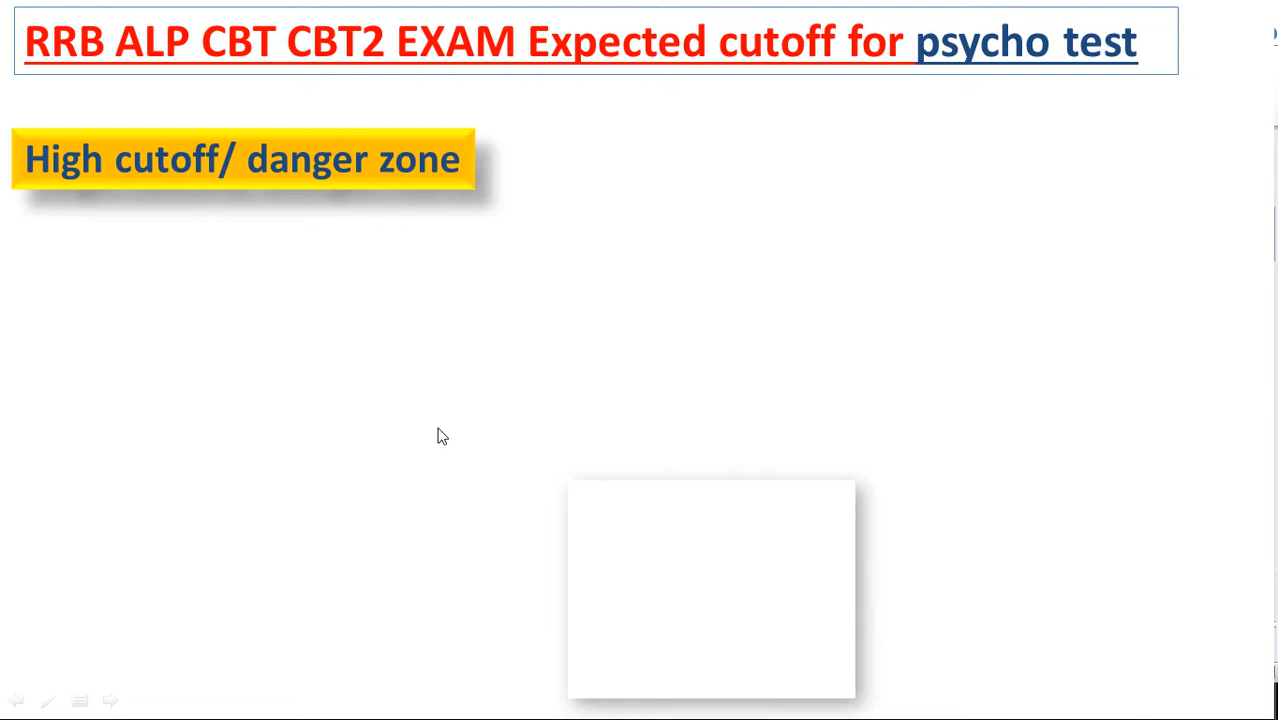 RRB ALP CBT CBT2 EXAM Expected cutoff for psycho test
High cutoff/ danger zone